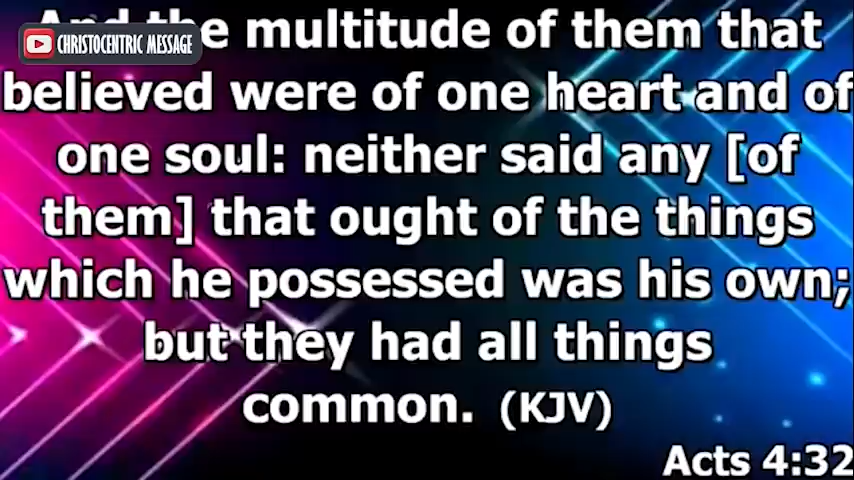 CHRISTOCENTRIC MESSAGE
And the multitude of them that
believed were of one heart and of
one soul: neither said any [of
them] that ought of the things
which he possessed was his own;
but they had all things
common. (KJV)
Acts 4:32